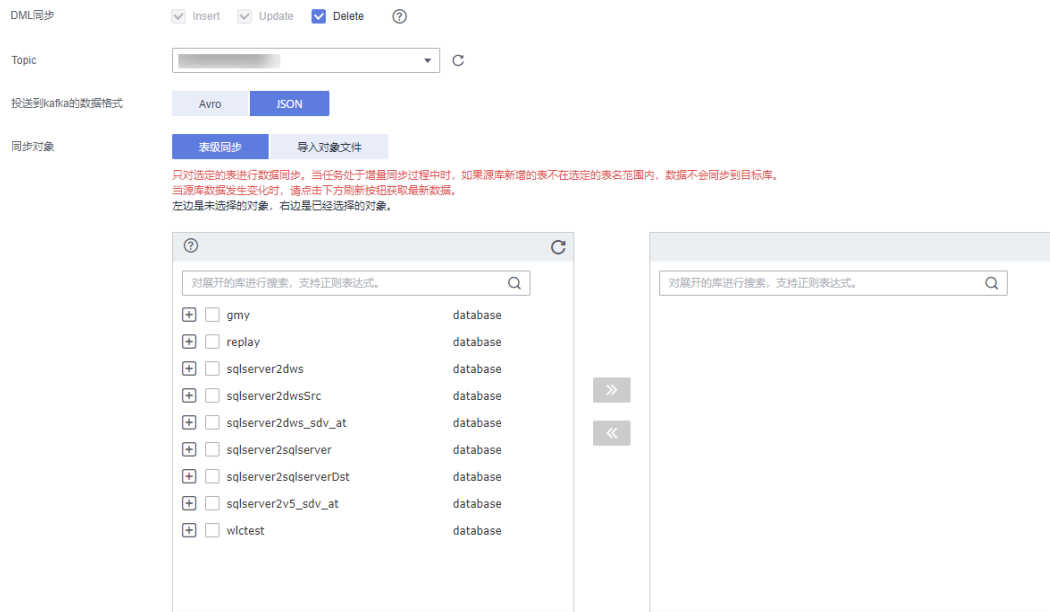 DML同步 Insert Update Delete ?
Topic
投送到kafka的数据格式 Avro JSON
同步对象 表级同步 导入对象文件
只对选定的表进行数据同步。当任务处于增量同步过程中时，如果源库新增的表不在选定的表名范围内，数据不会同步到目标库。
当源库数据发生变化时，请点击下方刷新按钮获取最新数据。
左边是未选择的对象，右边是已经选择的对象。
?
对展开的库进行搜索，支持正则表达式。 对展开的库进行搜索，支持正则表达式。
gmy database
replay database
sqlserver2dws database
sqlserver2dwsSrc database
sqlserver2dws_sdv_at database
sqlserver2sqlserver database
sqlserver2sqlserverDst database
sqlserver2v5_sdv_at database
wlctest database